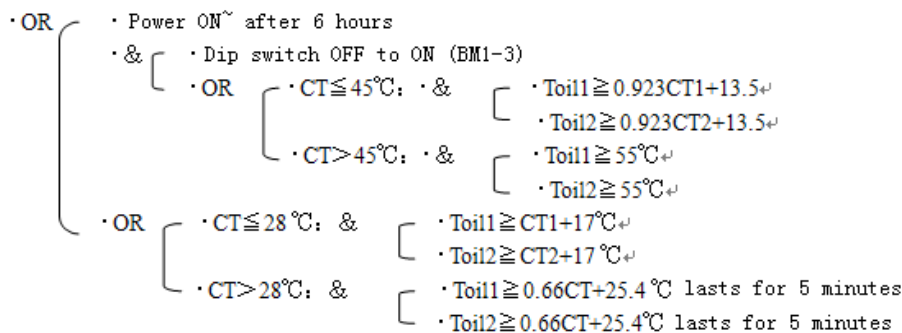 ·OR · Power ON~ after 6 hours
·& · Dip switch OFF to ON (BM1-3)
·OR ·CT≦45℃: ·& ·Toil1≧0.923CT1+13.5↵
·Toil2≧0.923CT2+13.5↵
·CT>45℃: ·& ·Toil1≧55℃↵
·Toil2≧55℃↵
·OR ·CT≦28 ℃: & ·Toil1≧CT1+17℃↵
·Toil2≧CT2+17 ℃↵
·CT>28℃: & ·Toil1≧0.66CT+25.4 ℃ lasts for 5 minutes
·Toil2≧0.66CT+25.4℃ lasts for 5 minutes